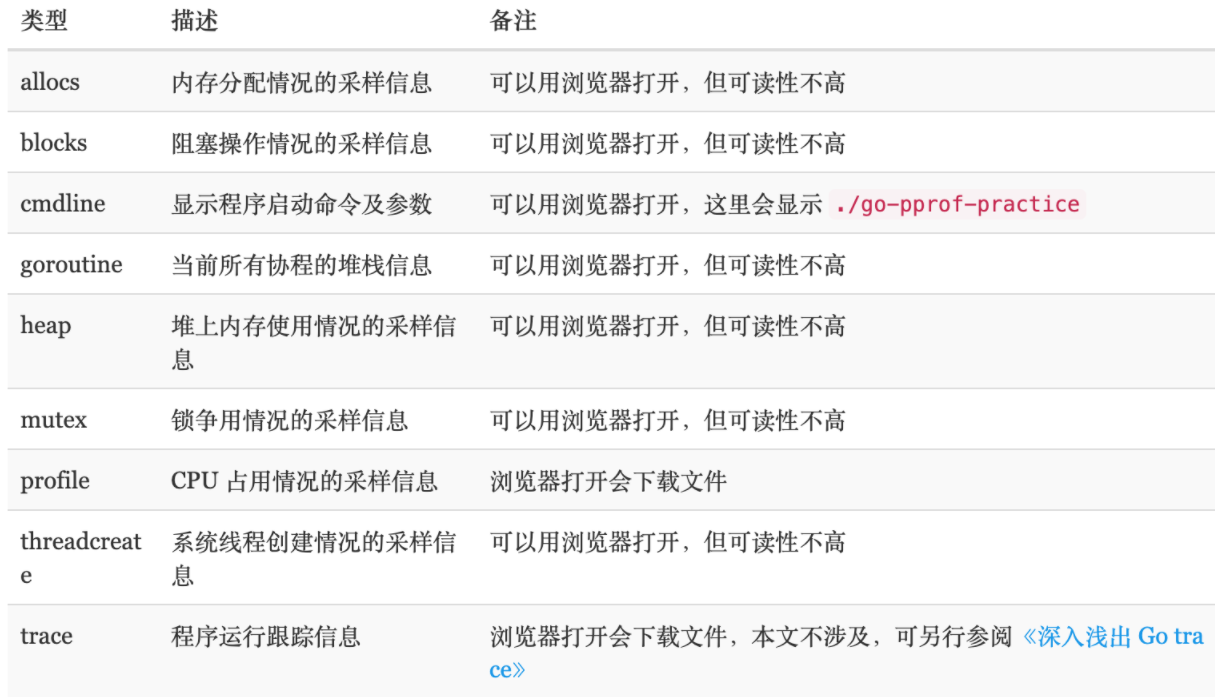 类型 描述 备注
allocs 内存分配情况的采样信息 可以用浏览器打开，但可读性不高
blocks 阻塞操作情况的采样信息 可以用浏览器打开，但可读性不高
cmdline 显示程序启动命令及参数 可以用浏览器打开，这里会显示 ./go-pprof-practice
goroutine 当前所有协程的堆栈信息 可以用浏览器打开，但可读性不高
heap 堆上内存使用情况的采样信 可以用浏览器打开，但可读性不高
息
mutex 锁争用情况的采样信息 可以用浏览器打开，但可读性不高
profile CPU 占用情况的采样信息 浏览器打开会下载文件
threadcreat 系统线程创建情况的采样信 可以用浏览器打开，但可读性不高
e 息
trace 程序运行跟踪信息 浏览器打开会下载文件，本文不涉及，可另行参阅《深入浅出 Go tra
ce》